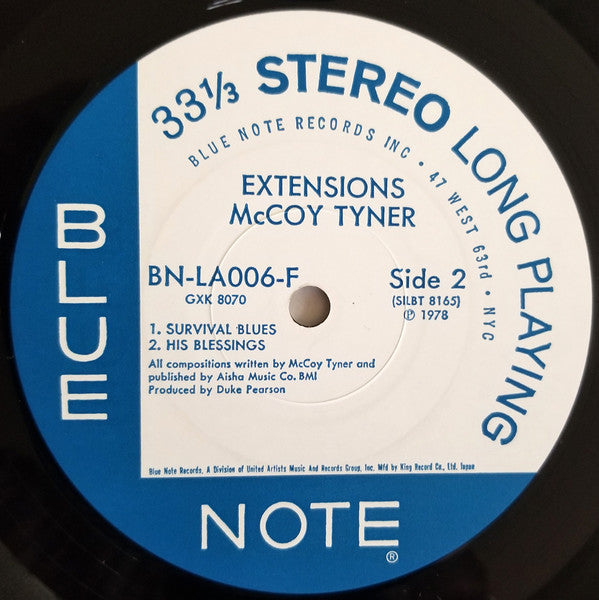 33⅓ STEREO LONG PLAYING
BLUE NOTE RECORDS INC • 47 WEST 63rd • NYC
EXTENSIONS
McCOY TYNER
BN-LA006-F
GXK 8070
Side 2
(SILBT 8165)
Ⓟ 1978
1. SURVIVAL BLUES
2. HIS BLESSINGS
All compositions written by McCoy Tyner and
published by Aisha Music Co. BMI
Produced by Duke Pearson
Blue Note Records, A Division of United Artists Music And Records Group, Inc. Mfd by King Record Co., Ltd. Japan
BLUE
NOTE®